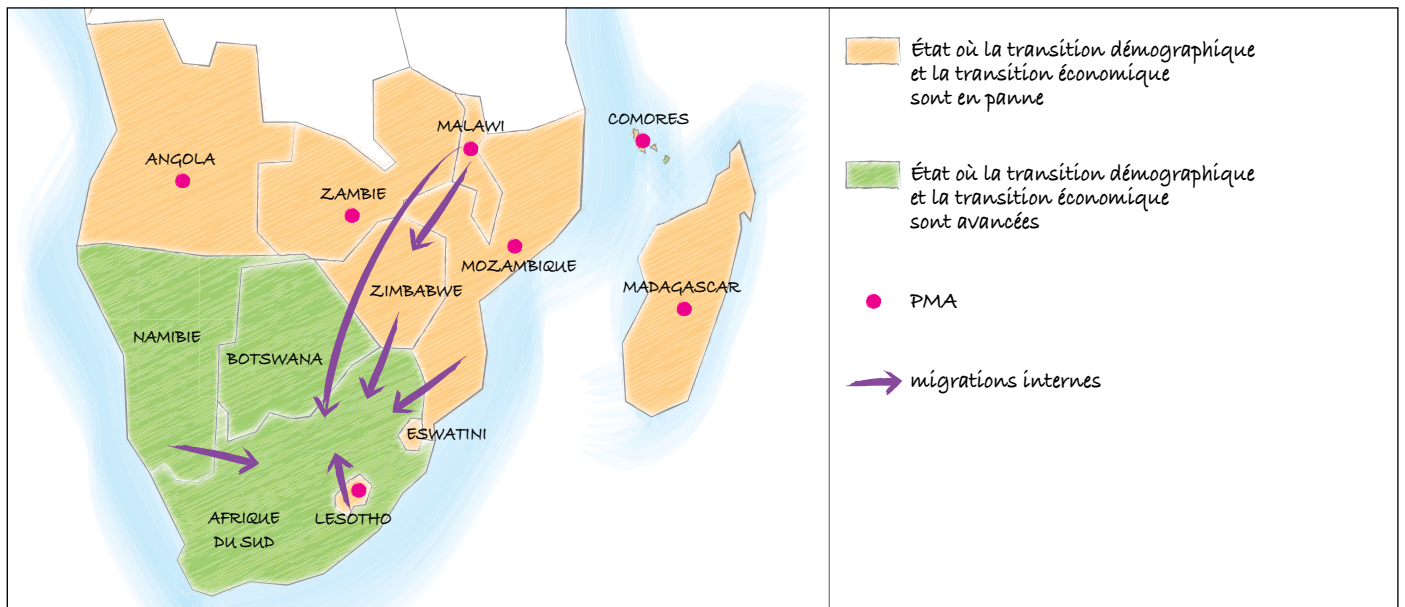 MALAWI
COMORES
ANGOLA
ZAMBIE
MOZAMBIQUE
ZIMBABWE
MADAGASCAR
NAMIBIE
BOTSWANA
ESWATINI
AFRIQUE
DU SUD
LESOTHO
État où la transition démographique
et la transition économique
sont en panne
État où la transition démographique
et la transition économique
sont avancées
PMA
migrations internes